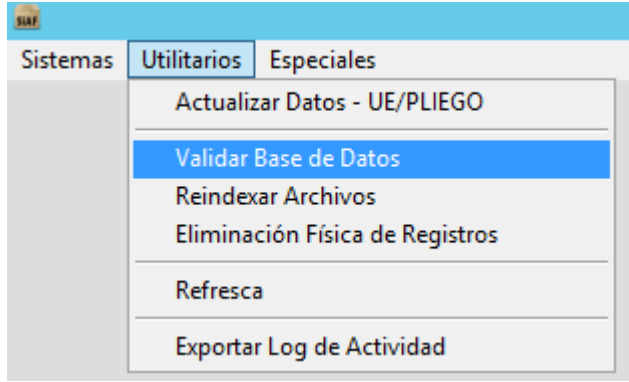 SIAF
Sistemas Utilitarios Especiales
Actualizar Datos - UE/PLIEGO
Validar Base de Datos
Reindexar Archivos
Eliminación Física de Registros
Refresca
Exportar Log de Actividad